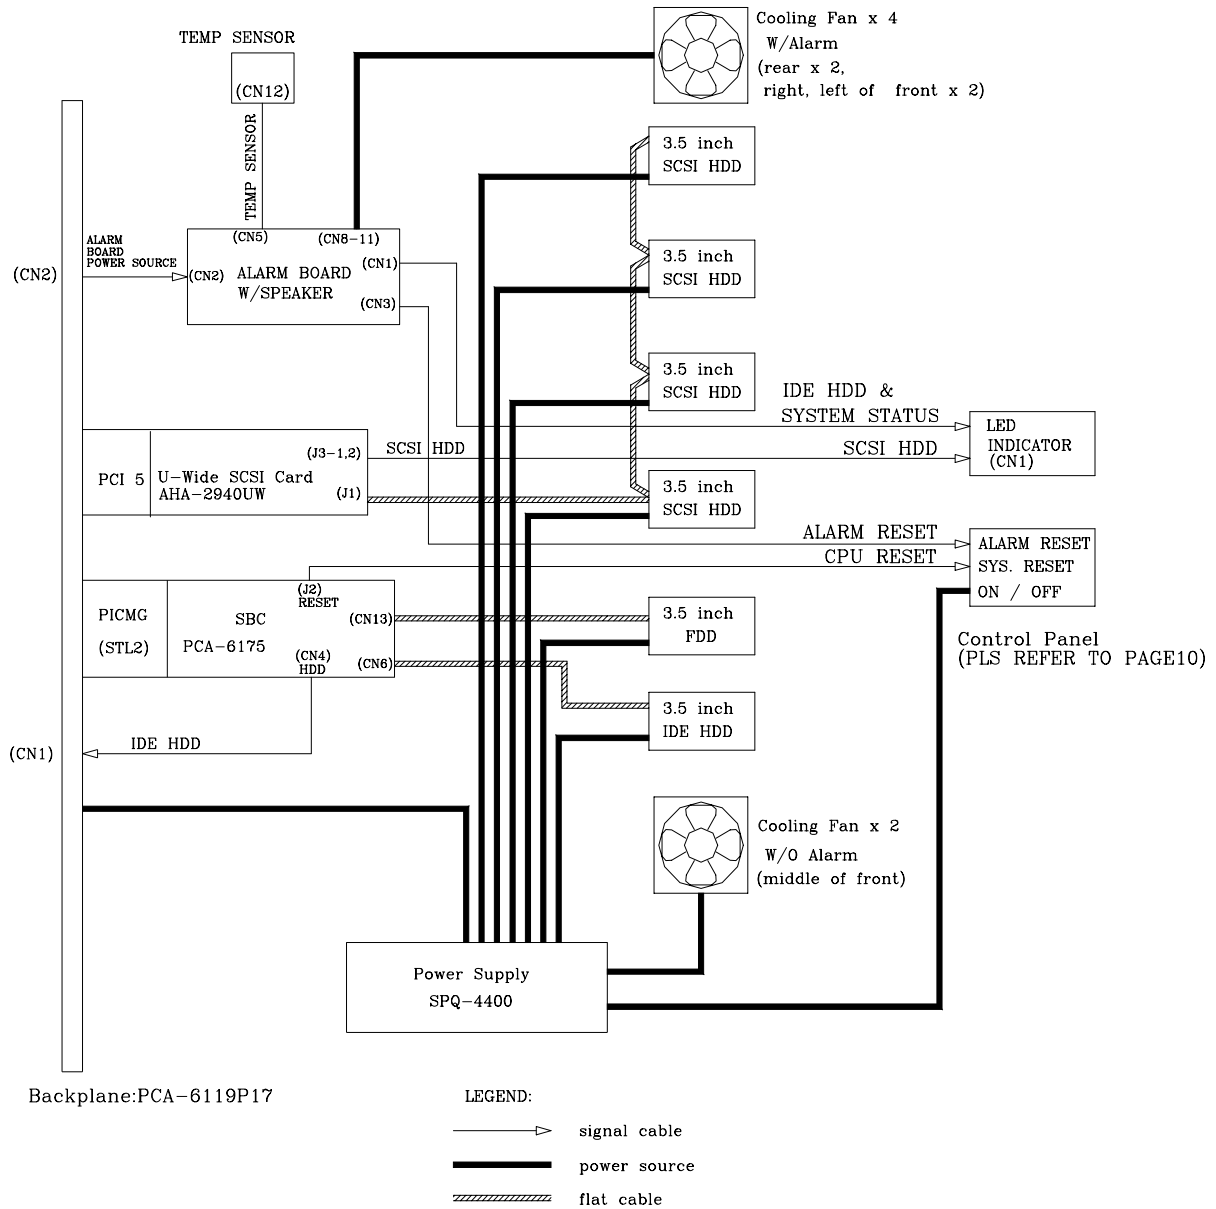 TEMP SENSOR
(CN12)
TEMP SENSOR
Cooling Fan x 4
W/Alarm
(rear x 2,
right, left of front x 2)
3.5 inch
SCSI HDD
(CN2)
ALARM
BOARD
POWER SOURCE
(CN5)
(CN8-11)
(CN2)
ALARM BOARD
W/SPEAKER
(CN1)
(CN3)
3.5 inch
SCSI HDD
3.5 inch
SCSI HDD
IDE HDD &
SYSTEM STATUS
SCSI HDD
LED
INDICATOR
(CN1)
PCI 5
U-Wide SCSI Card
AHA-2940UW
(J3-1,2)
(J1)
SCSI HDD
3.5 inch
SCSI HDD
ALARM RESET
CPU RESET
ALARM RESET
SYS. RESET
ON / OFF
Control Panel
(PLS REFER TO PAGE10)
PICMG
(STL2)
SBC
PCA-6175
(J2)
RESET
(CN13)
(CN4)
HDD
(CN6)
3.5 inch
FDD
3.5 inch
IDE HDD
(CN1)
IDE HDD
Cooling Fan x 2
W/O Alarm
(middle of front)
Power Supply
SPQ-4400
Backplane:PCA-6119P17
LEGEND:
signal cable
power source
flat cable